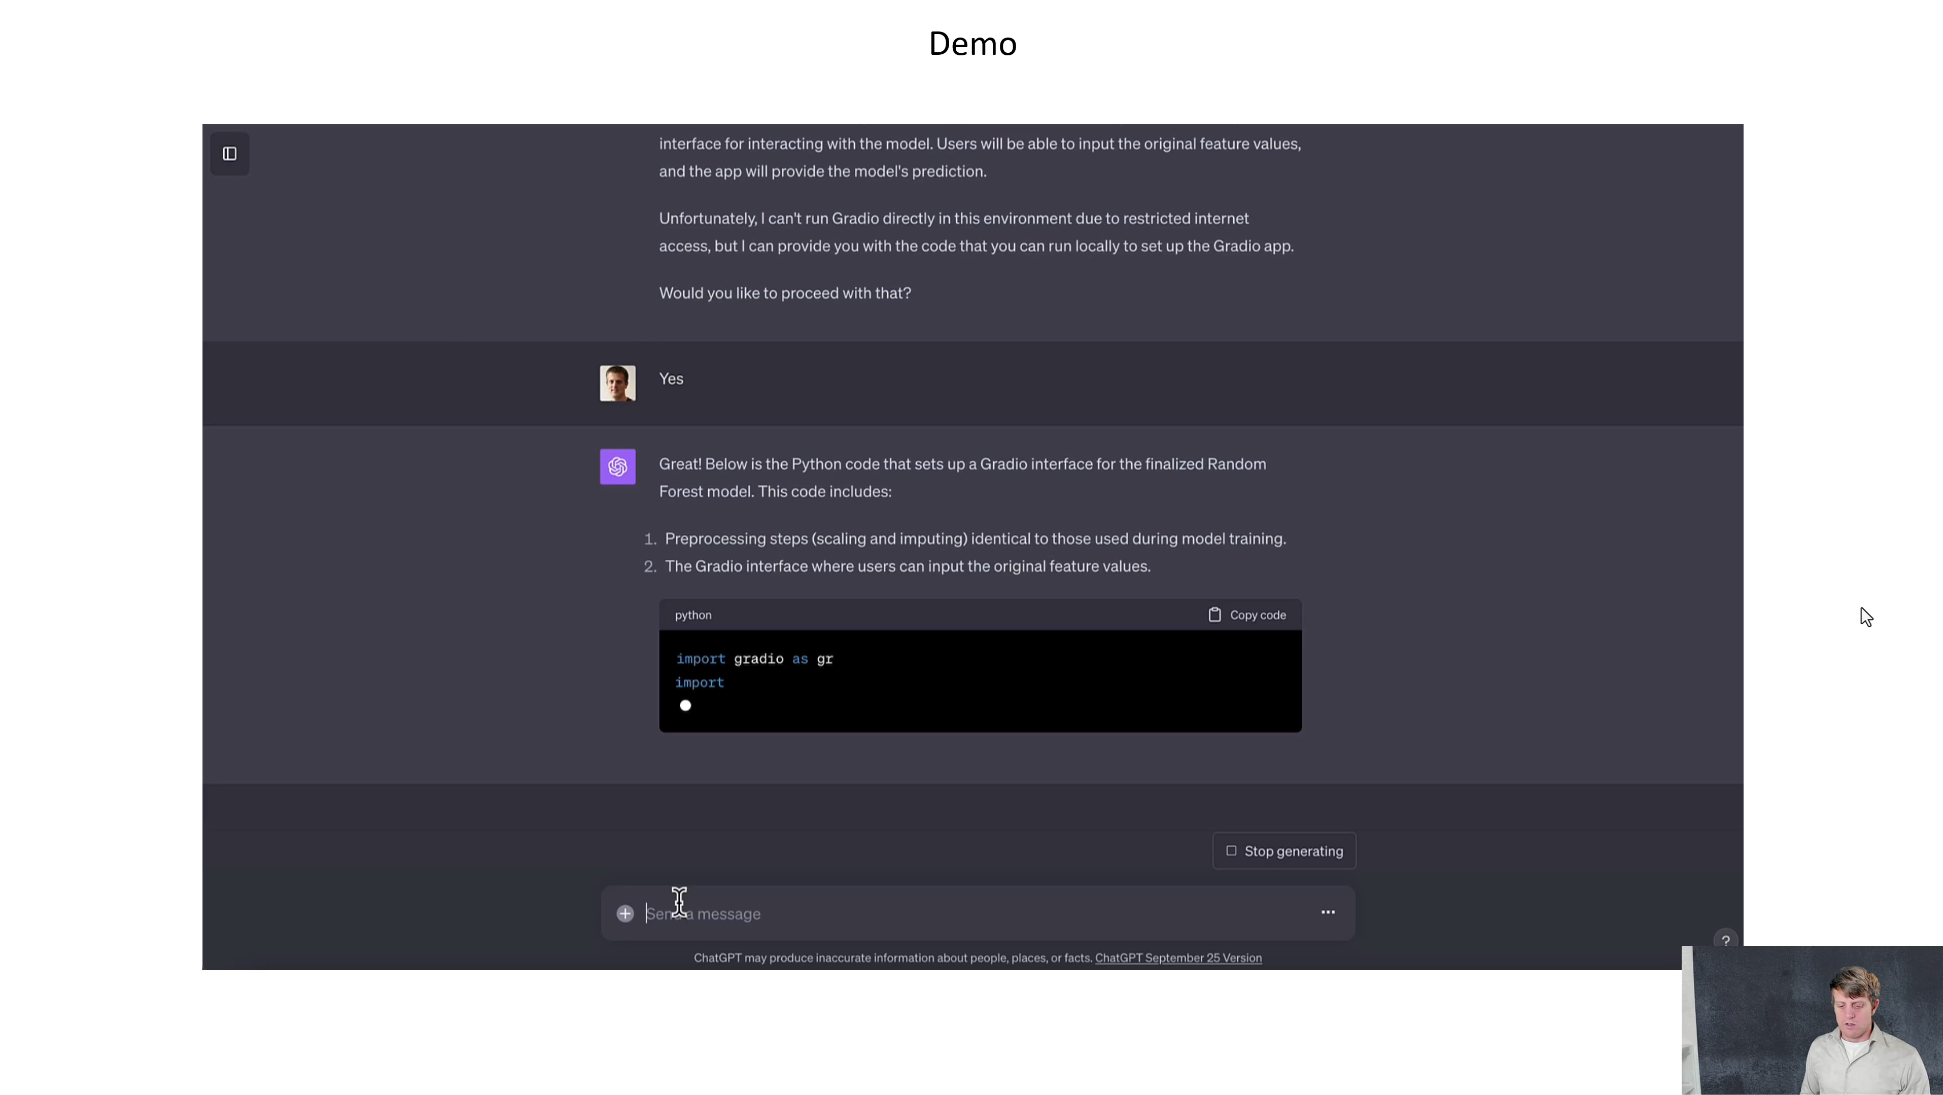 Demo
interface for interacting with the model. Users will be able to input the original feature values,
and the app will provide the model's prediction.
Unfortunately, I can't run Gradio directly in this environment due to restricted internet
access, but I can provide you with the code that you can run locally to set up the Gradio app.
Would you like to proceed with that?
Yes
Great! Below is the Python code that sets up a Gradio interface for the finalized Random
Forest model. This code includes:
1. Preprocessing steps (scaling and imputing) identical to those used during model training.
2. The Gradio interface where users can input the original feature values.
python
Copy code
import gradio as gr
import
Stop generating
Send a message
?
ChatGPT may produce inaccurate information about people, places, or facts. ChatGPT September 25 Version